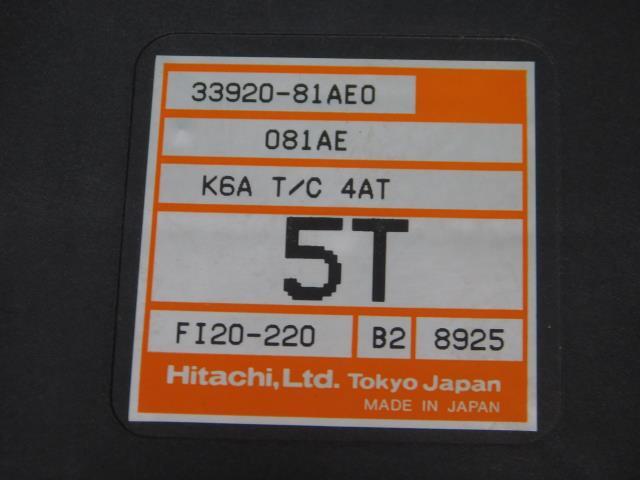 33920-81AE0
081AE
K6A T/C 4AT
5T
FI20-220 B2 8925
Hitachi,Ltd. Tokyo Japan
MADE IN JAPAN